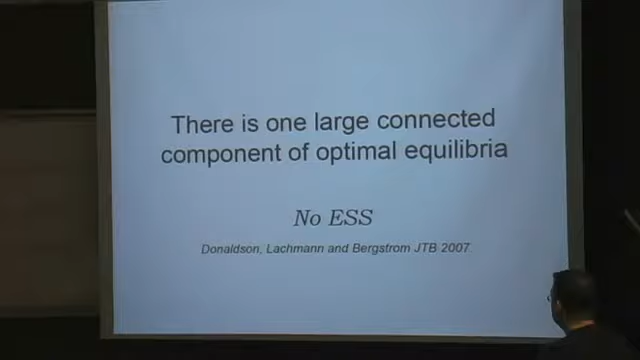 There is one large connected
component of optimal equilibria
No ESS
Donaldson, Lachmann and Bergstrom JTB 2007.